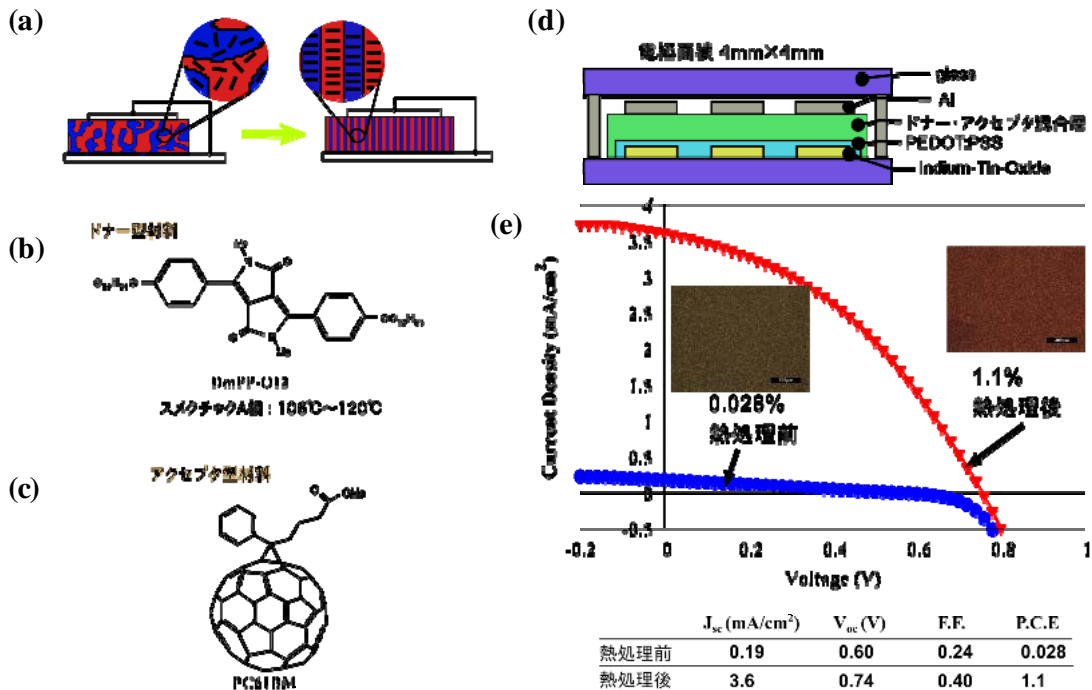 (a)
(b)
ドナー型材料
Me
DmPP-O12
スメクチックA相：106℃～120℃
(c)
アクセプタ型材料
OMe
PC61BM
(d)
電極面積 4mm×4mm
glass
Al
ドナー・アクセプタ混合層
PEDOT:PSS
Indium-Tin-Oxide
(e)
Current Density (mA/cm²)
4
3.5
3
2.5
2
1.5
1
0.5
0
-0.5
-0.2
0
0.2
0.4
0.6
0.8
1
Voltage (V)
0.028%
熱処理前
1.1%
熱処理後
Jsc (mA/cm²) Voc (V) F.F. P.C.E
熱処理前 0.19 0.60 0.24 0.028
熱処理後 3.6 0.74 0.40 1.1